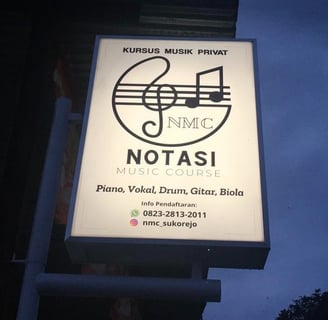 KURSUS MUSIK PRIVAT
NMC
NOTASI
MUSIC COURSE
Piano, Vokal, Drum, Gitar, Biola
Info Pendaftaran:
0823-2813-2011
nmc_sukorejo